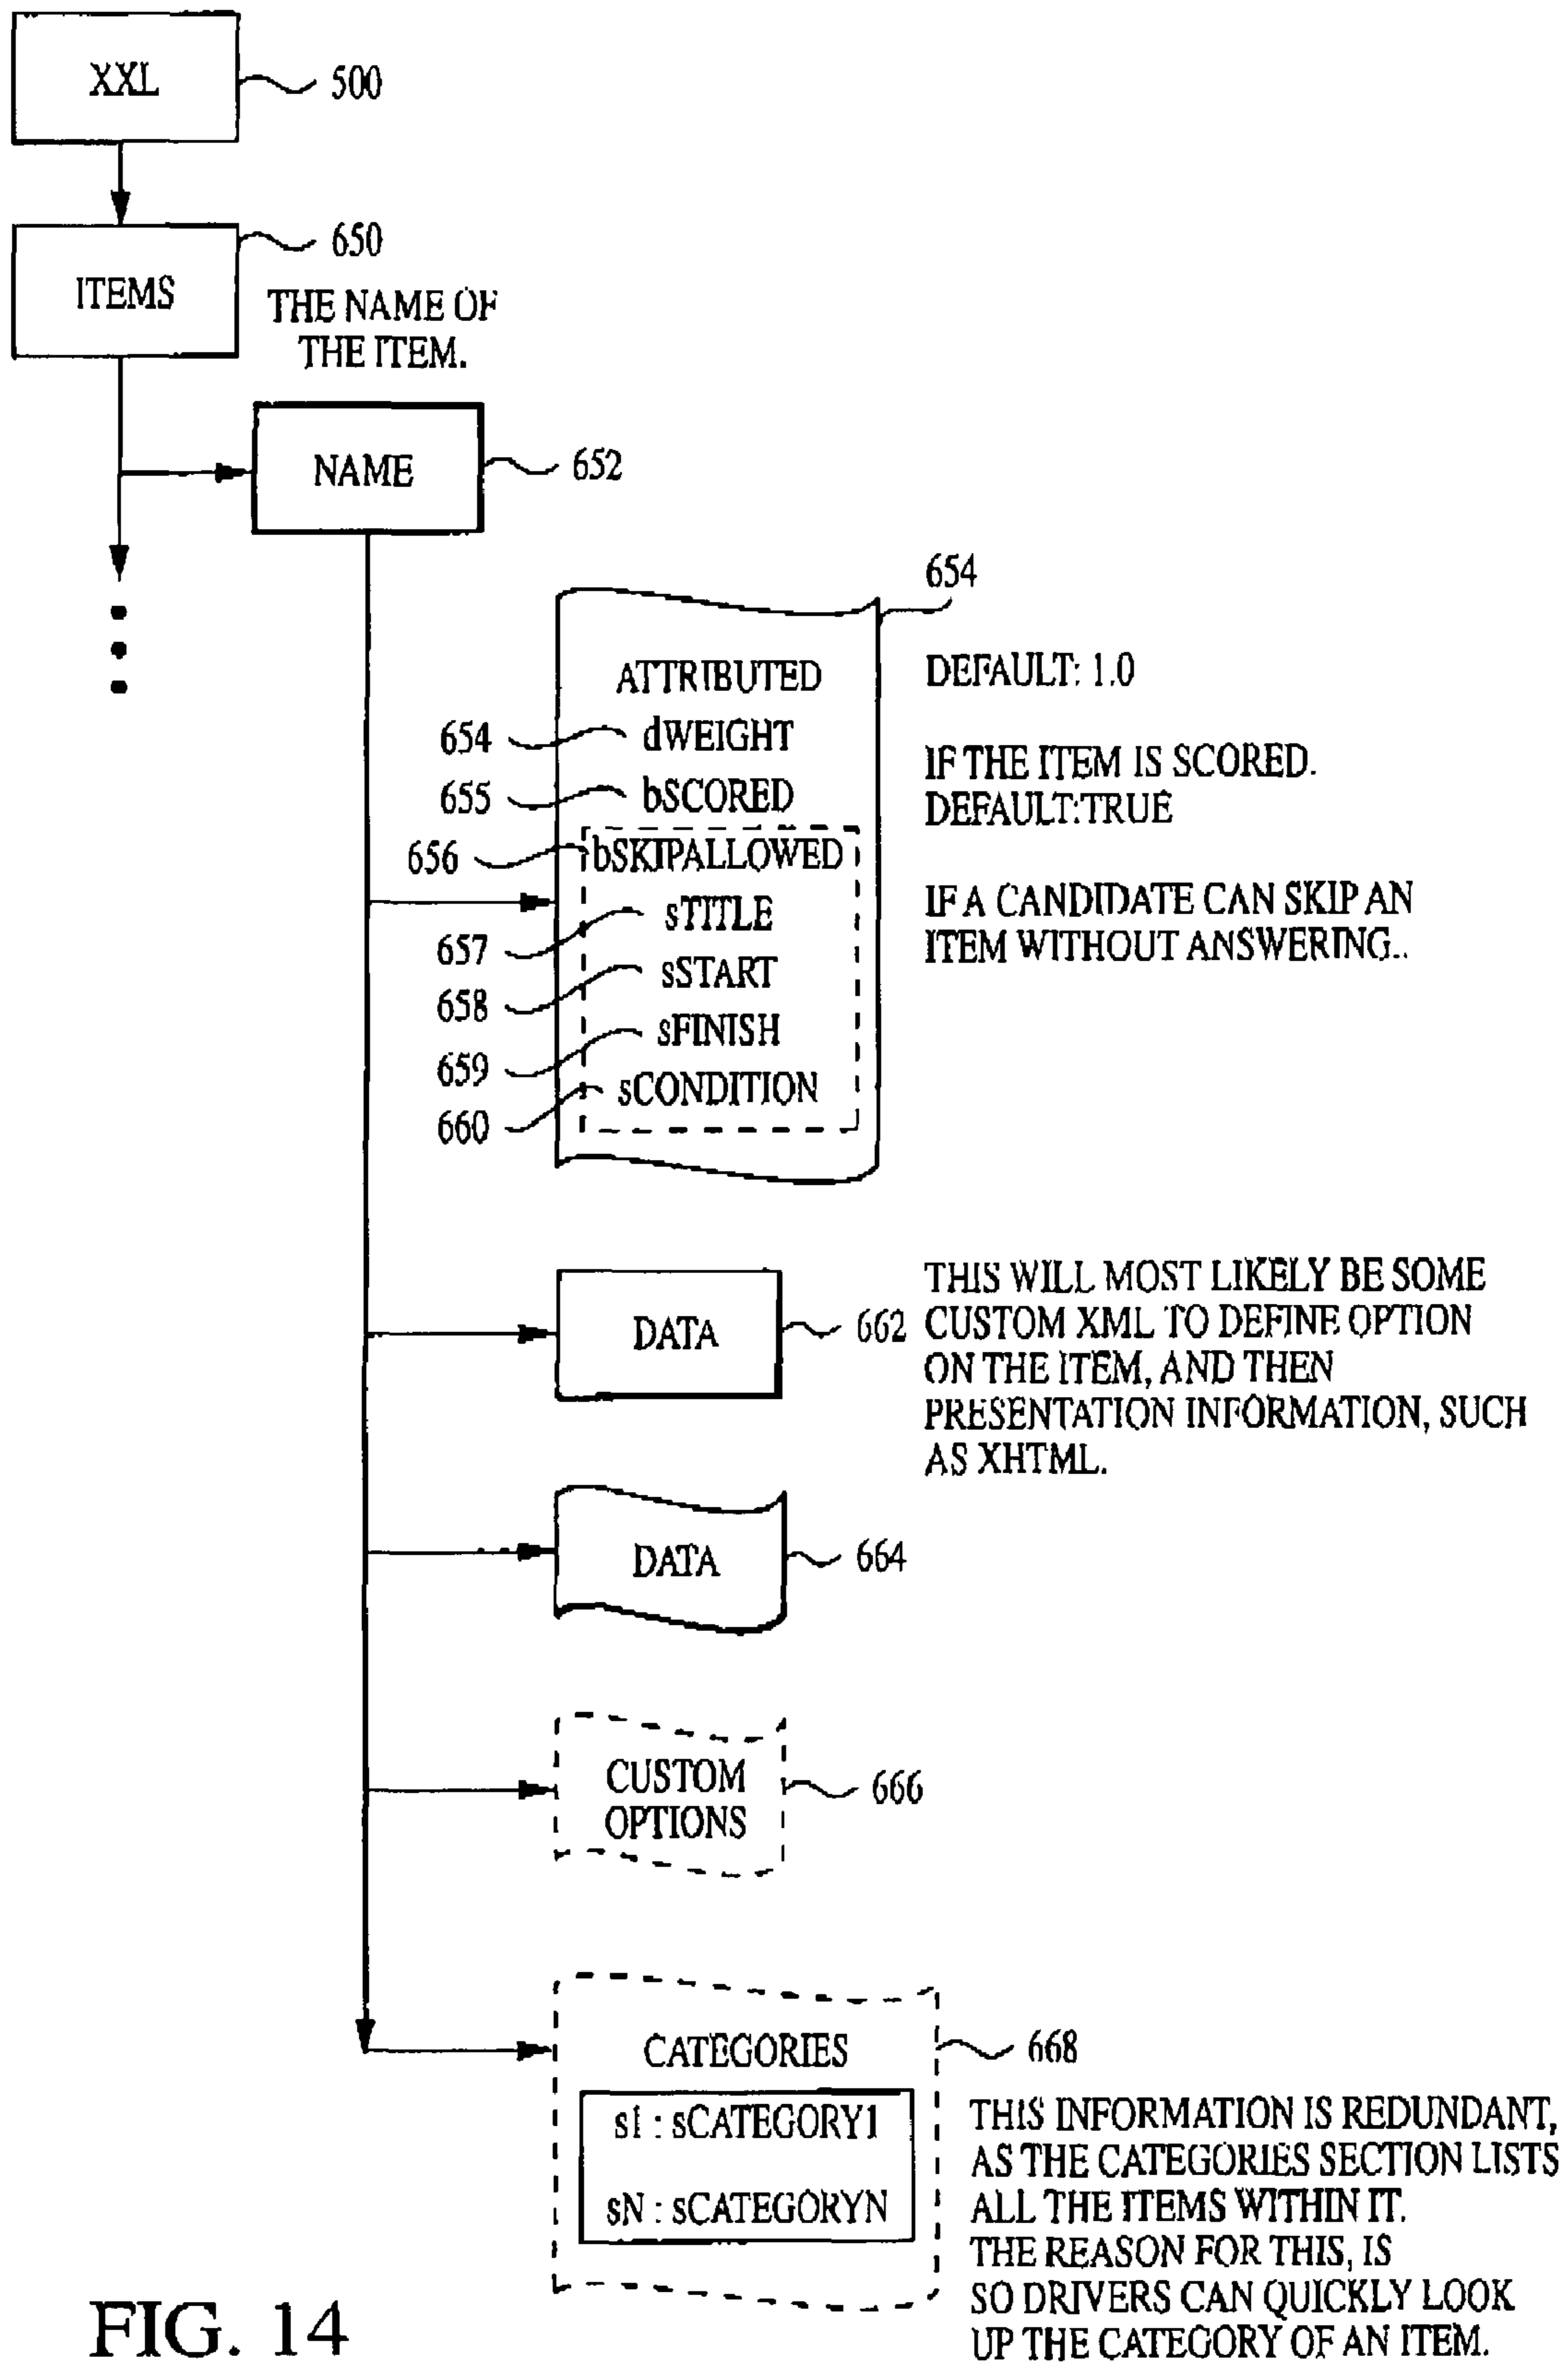 XXL
500
ITEMS
650
THE NAME OF
THE ITEM.
NAME
652
654
ATTRIBUTED
DEFAULT: 1.0
654
dWEIGHT
655
bSCORED
IF THE ITEM IS SCORED.
DEFAULT:TRUE
656
bSKIPALLOWED
657
sTITLE
IF A CANDIDATE CAN SKIP AN
ITEM WITHOUT ANSWERING..
658
sSTART
659
sFINISH
660
sCONDITION
DATA
662
THIS WILL MOST LIKELY BE SOME
CUSTOM XML TO DEFINE OPTION
ON THE ITEM, AND THEN
PRESENTATION INFORMATION, SUCH
AS XHTML.
DATA
664
CUSTOM
OPTIONS
666
CATEGORIES
668
s1 : sCATEGORY1
sN : sCATEGORYN
THIS INFORMATION IS REDUNDANT,
AS THE CATEGORIES SECTION LISTS
ALL THE ITEMS WITHIN IT.
THE REASON FOR THIS, IS
SO DRIVERS CAN QUICKLY LOOK
UP THE CATEGORY OF AN ITEM.
FIG. 14